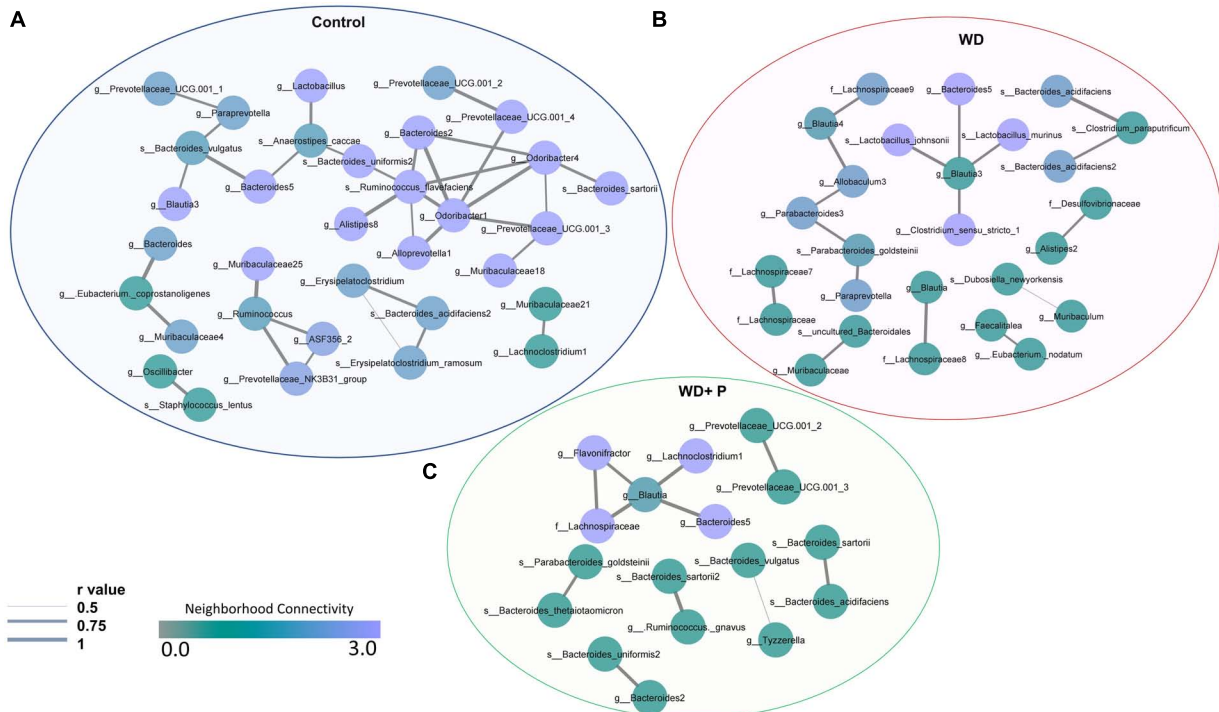 A
Control
g__Prevotellaceae_UCG.001_1
g__Lactobacillus
g__Prevotellaceae_UCG.001_2
g__Paraprevotella
g__Prevotellaceae_UCG.001_4
g__Bacteroides2
s__Anaerostipes_caccae
s__Bacteroides_vulgatus
s__Bacteroides_uniformis2
g__Odoribacter4
g__Bacteroides5
s__Ruminococcus_flavefaciens
s__Bacteroides_sartorii
g__Blautia3
g__Odoribacter1
g__Alistipes8
g__Prevotellaceae_UCG.001_3
g__Bacteroides
g__Alloprevotella1
g__Muribaculaceae25
g__Muribaculaceae18
g__Erysipelatoclostridium
g__.Eubacterium._coprostanoligenes
g__Muribaculaceae21
g__Ruminococcus
s__Bacteroides_acidifaciens2
g__Muribaculaceae4
g__ASF356_2
g__Lachnoclostridium1
s__Erysipelatoclostridium_ramosum
g__Oscillibacter
g__Prevotellaceae_NK3B31_group
s__Staphylococcus_lentus
B
WD
f__Lachnospiraceae9
g__Bacteroides5
s__Bacteroides_acidifaciens
g__Blautia4
s__Clostridium_paraputrificum
s__Lactobacillus_johnsonii
s__Lactobacillus_murinus
s__Bacteroides_acidifaciens2
g__Blautia3
g__Allobaculum3
f__Desulfovibrionaceae
g__Parabacteroides3
g__Clostridium_sensu_stricto_1
g__Alistipes2
s__Parabacteroides_goldsteinii
f__Lachnospiraceae7
s__Dubosiella_newyorkensis
g__Blautia
g__Paraprevotella
f__Lachnospiraceae
g__Muribaculum
g__Faecalitalea
s__uncultured_Bacteroidales
g__.Eubacterium._nodatum
f__Lachnospiraceae8
g__Muribaculaceae
C
WD+ P
g__Prevotellaceae_UCG.001_2
g__Flavonifractor
g__Lachnoclostridium1
g__Prevotellaceae_UCG.001_3
g__Blautia
f__Lachnospiraceae
g__Bacteroides5
s__Bacteroides_sartorii
s__Parabacteroides_goldsteinii
s__Bacteroides_vulgatus
s__Bacteroides_sartorii2
s__Bacteroides_acidifaciens
s__Bacteroides_thetaiotaomicron
g__.Ruminococcus._gnavus
g__Tyzzerella
s__Bacteroides_uniformis2
g__Bacteroides2
r value
0.5
0.75
1
Neighborhood Connectivity
0.0
3.0